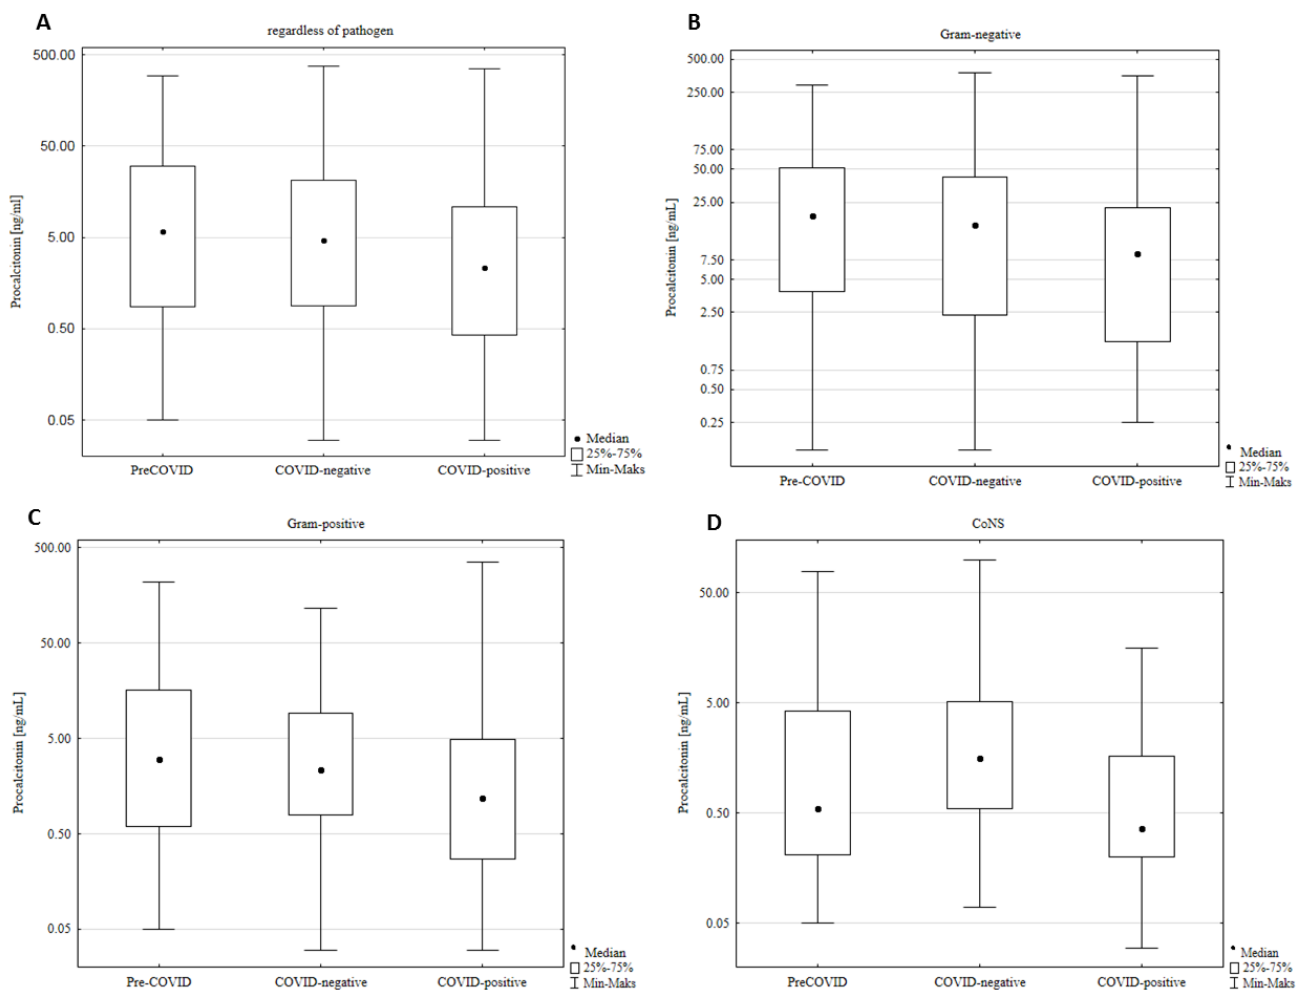 A
regardless of pathogen
500.00
50.00
5.00
0.50
0.05
Procalcitonin [ng/ml]
PreCOVID
COVID-negative
COVID-positive
Median
25%-75%
Min-Maks
B
Gram-negative
500.00
250.00
75.00
50.00
25.00
7.50
5.00
2.50
0.75
0.50
0.25
Procalcitonin [ng/mL]
Pre-COVID
COVID-negative
COVID-positive
Median
25%-75%
Min-Maks
C
Gram-positive
500.00
50.00
5.00
0.50
0.05
Procalcitonin [ng/mL]
Pre-COVID
COVID-negative
COVID-positive
Median
25%-75%
Min-Maks
D
CoNS
50.00
5.00
0.50
0.05
Procalcitonin [ng/mL]
PreCOVID
COVID-negative
COVID-positive
Median
25%-75%
Min-Maks